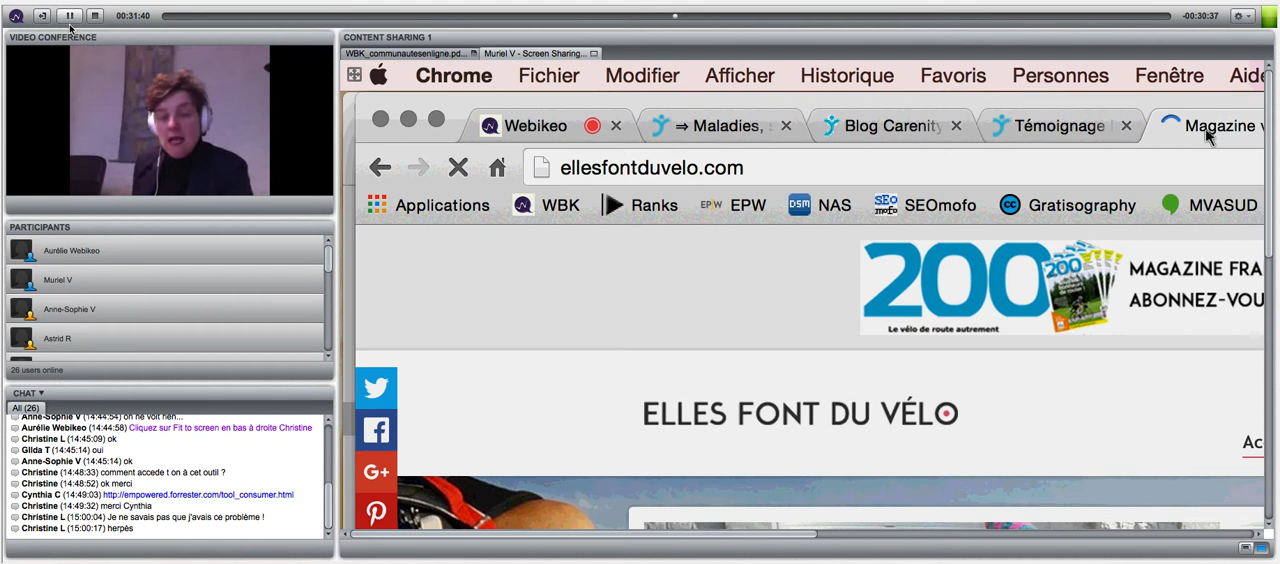 00:31:40
-00:30:37
VIDEO CONFERENCE
PARTICIPANTS
Aurélie Webikeo
Muriel V
Anne-Sophie V
Astrid R
26 users online
CHAT
All (26)
Anne-Sophie V (14:44:54) on ne voit rien...
Aurélie Webikeo (14:44:58) Cliquez sur Fit to screen en bas à droite Christine
Christine L (14:45:09) ok
GIlda T (14:45:14) oui
Anne-Sophie V (14:45:14) ok
Christine (14:48:33) comment accede t on à cet outil ?
Christine (14:48:52) ok merci
Cynthia C (14:49:03) http://empowered.forrester.com/tool_consumer.html
Christine (14:49:32) merci Cynthia
Christine L (15:00:04) Je ne savais pas que j'avais ce problème !
Christine L (15:00:17) herpès
CONTENT SHARING 1
WBK_communautesenligne.pd...
Muriel V - Screen Sharing...
Chrome Fichier Modifier Afficher Historique Favoris Personnes Fenêtre Aide
Webikeo
⇒ Maladies,
Blog Carenity
Témoignage
Magazine v
ellesfontduvelo.com
Applications WBK Ranks EPW EPW DSM NAS SEO mofo SEOmofo cc Gratisography MVASUD
200
Le vélo de route autrement
200
MAGAZINE FRA
ABONNEZ-VOU
ELLES FONT DU VÉLO
Ac
G+